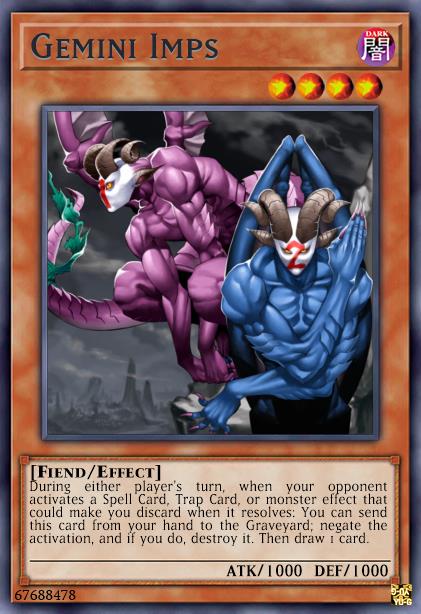 Gemini Imps
DARK
闇
[Fiend/Effect]
During either player's turn, when your opponent
activates a Spell Card, Trap Card, or monster effect that
could make you discard when it resolves: You can send
this card from your hand to the Graveyard; negate the
activation, and if you do, destroy it. Then draw 1 card.
ATK/1000 DEF/1000
67688478